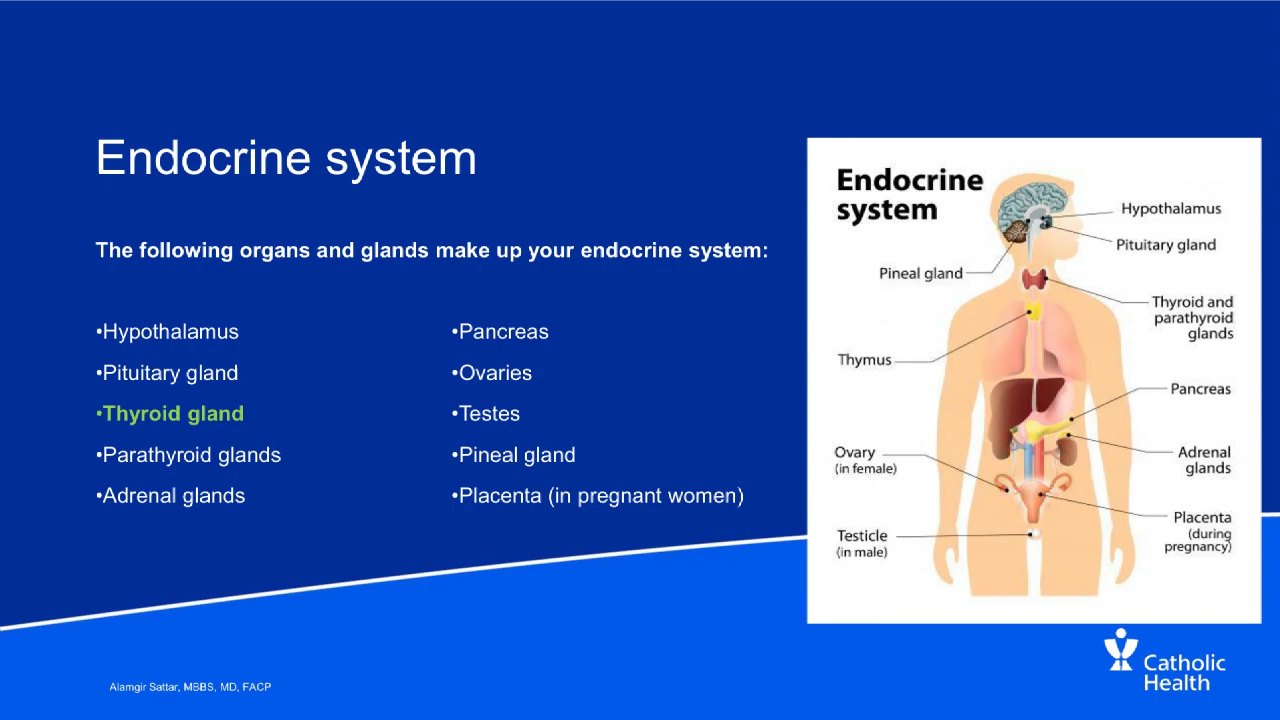 Endocrine system
The following organs and glands make up your endocrine system:
•Hypothalamus
•Pituitary gland
•Thyroid gland
•Parathyroid glands
•Adrenal glands
•Pancreas
•Ovaries
•Testes
•Pineal gland
•Placenta (in pregnant women)
Endocrine
system
Hypothalamus
Pituitary gland
Pineal gland
Thyroid and
parathyroid
glands
Thymus
Pancreas
Ovary
(in female)
Adrenal
glands
Placenta
(during
pregnancy)
Testicle
(in male)
Alamgir Sattar, MBBS, MD, FACP
Catholic
Health